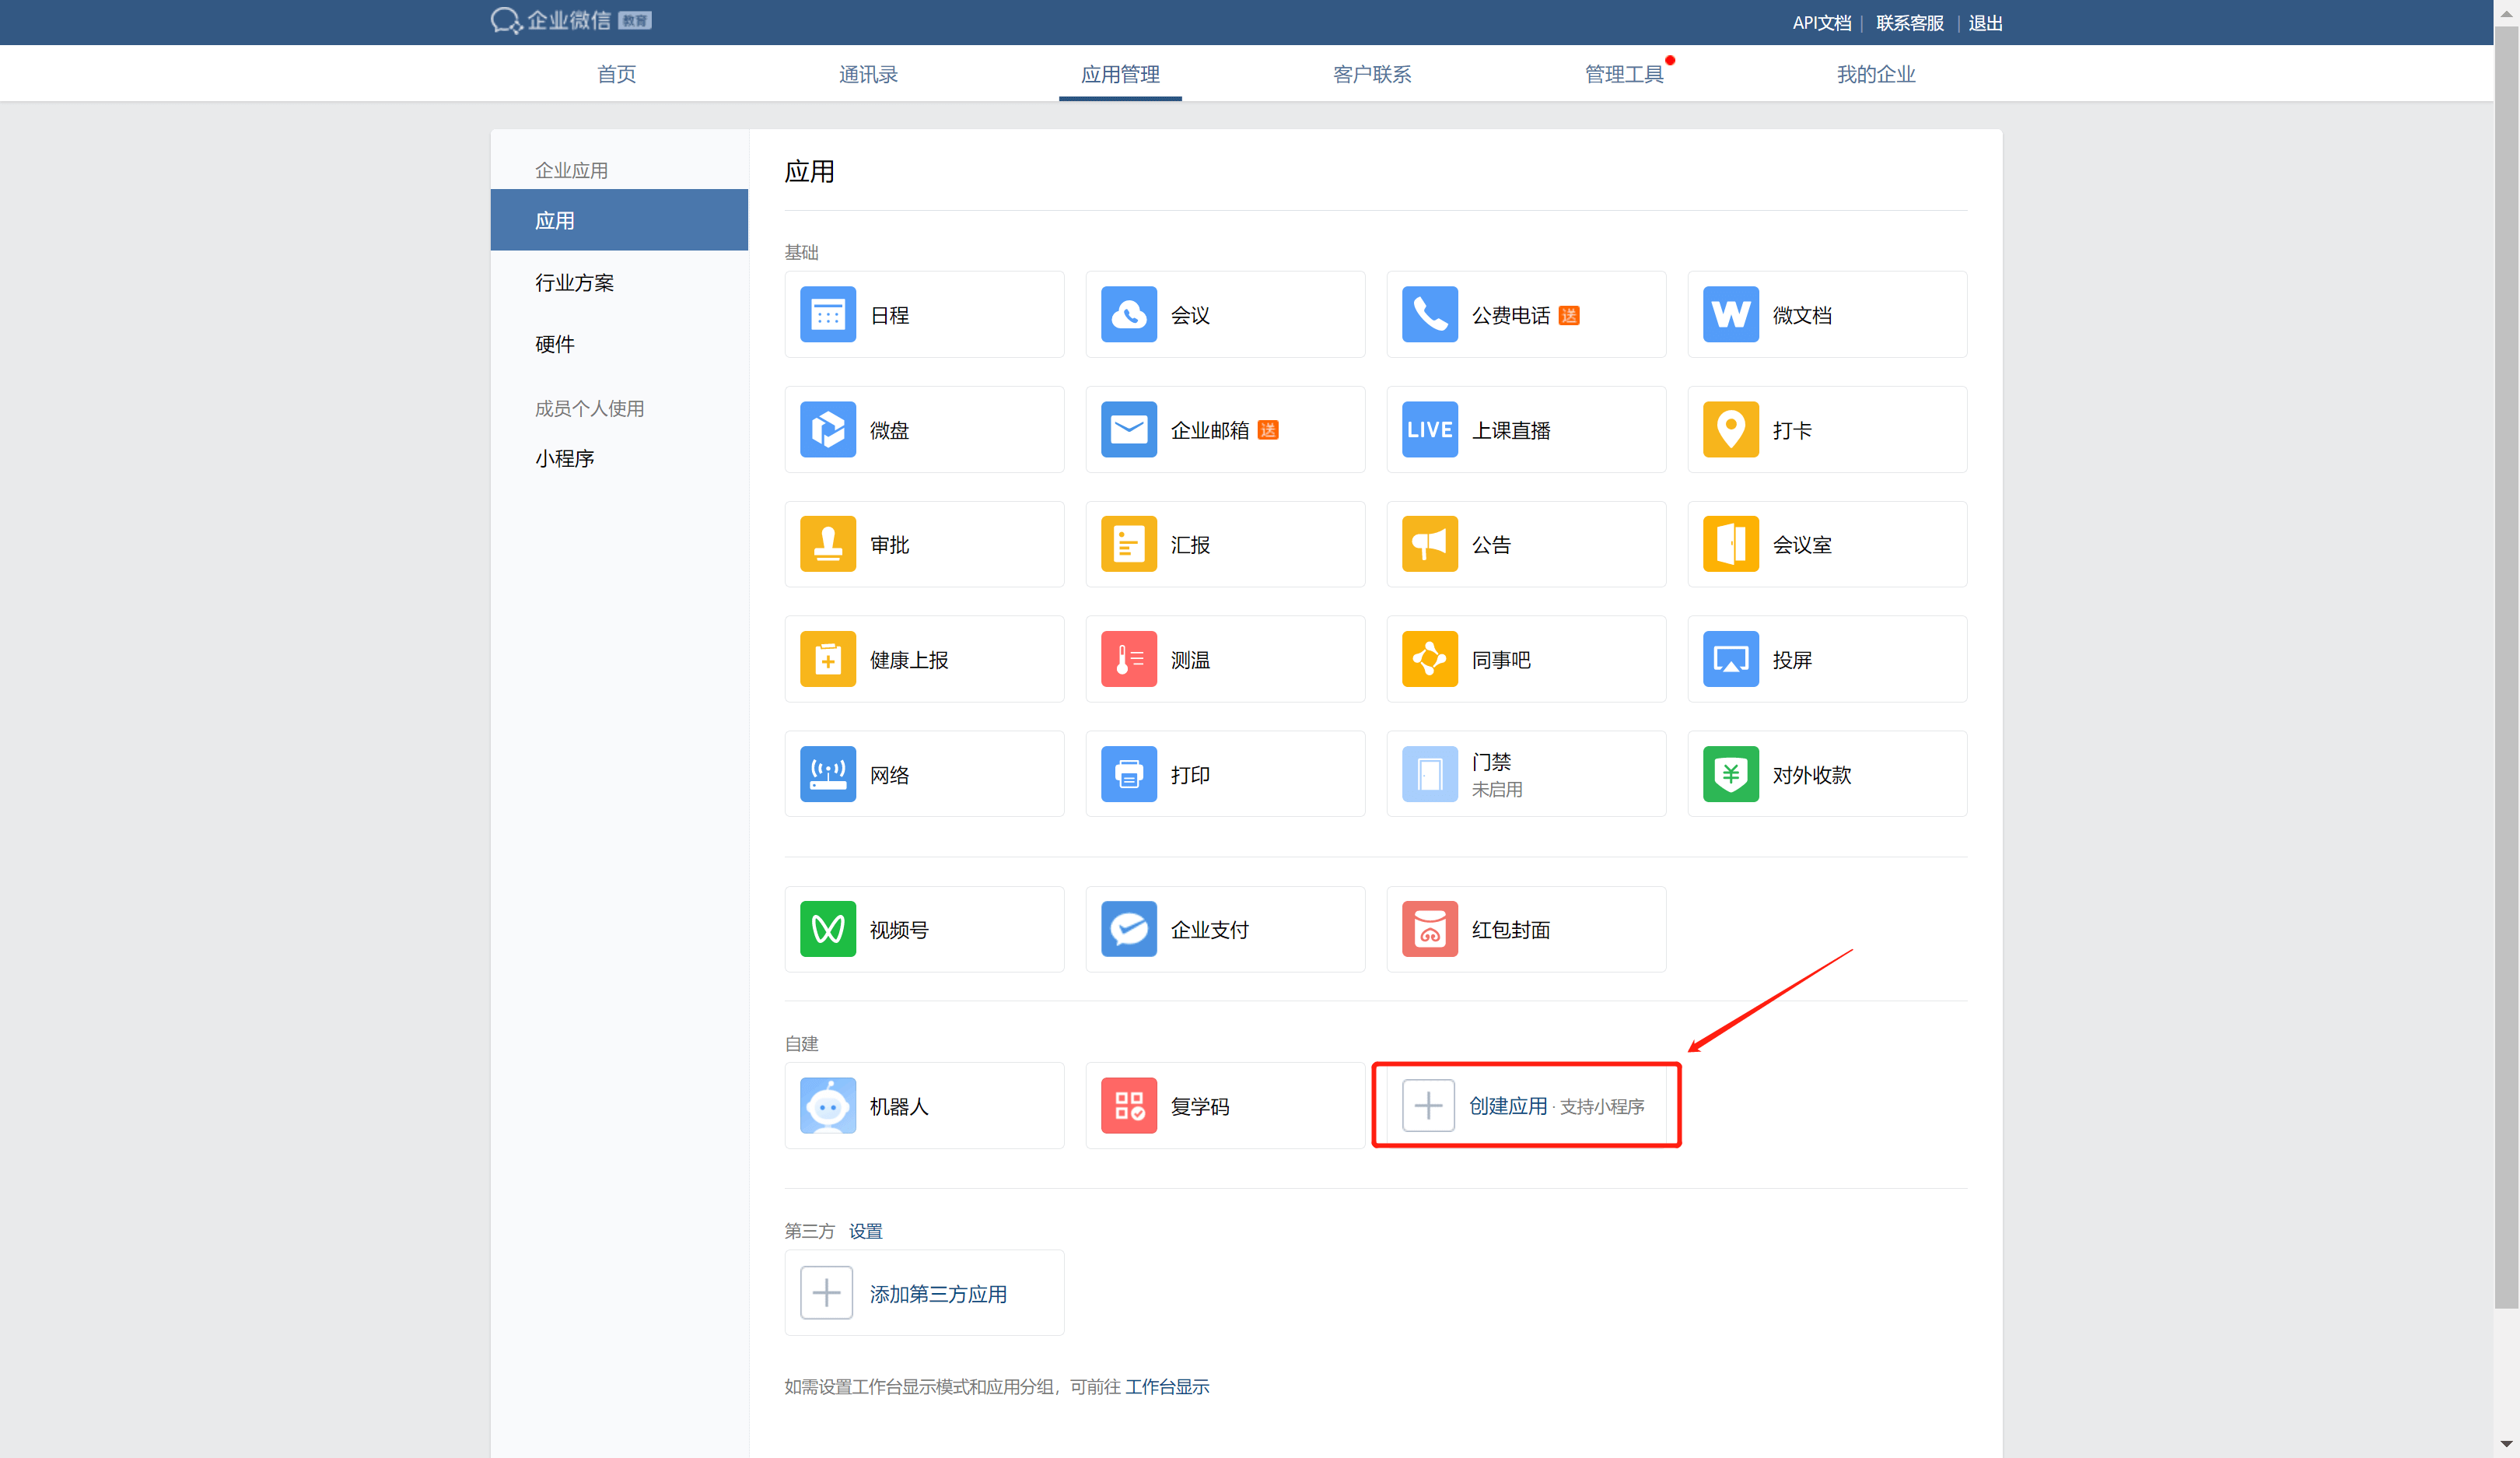 企业微信 教育
API文档 | 联系客服 | 退出
首页 通讯录 应用管理 客户联系 管理工具 我的企业
企业应用
应用
行业方案
硬件
成员个人使用
小程序
应用
基础
日程 会议 公费电话 送 微文档
微盘 企业邮箱 送 LIVE 上课直播 打卡
审批 汇报 公告 会议室
健康上报 测温 同事吧 投屏
网络 打印 门禁 对外收款
未启用
视频号 企业支付 红包封面
自建
机器人 复学码 创建应用 · 支持小程序
第三方 设置
添加第三方应用
如需设置工作台显示模式和应用分组，可前往 工作台显示